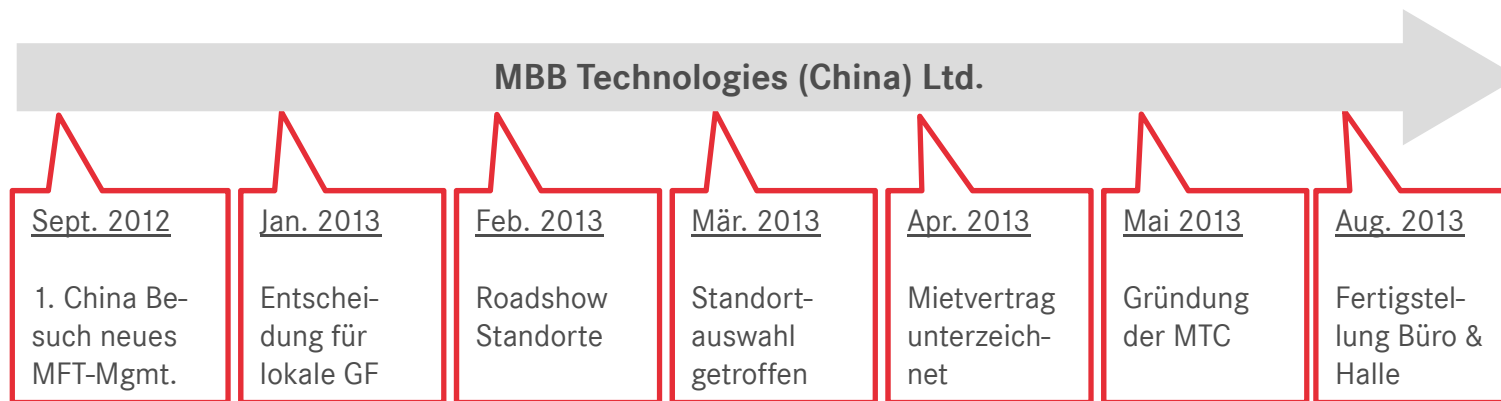 MBB Technologies (China) Ltd.
Sept. 2012
1. China Be-
such neues
MFT-Mgmt.
Jan. 2013
Entschei-
dung für
lokale GF
Feb. 2013
Roadshow
Standorte
Mär. 2013
Standort-
auswahl
getroffen
Apr. 2013
Mietvertrag
unterzeich-
net
Mai 2013
Gründung
der MTC
Aug. 2013
Fertigstel-
lung Büro &
Halle